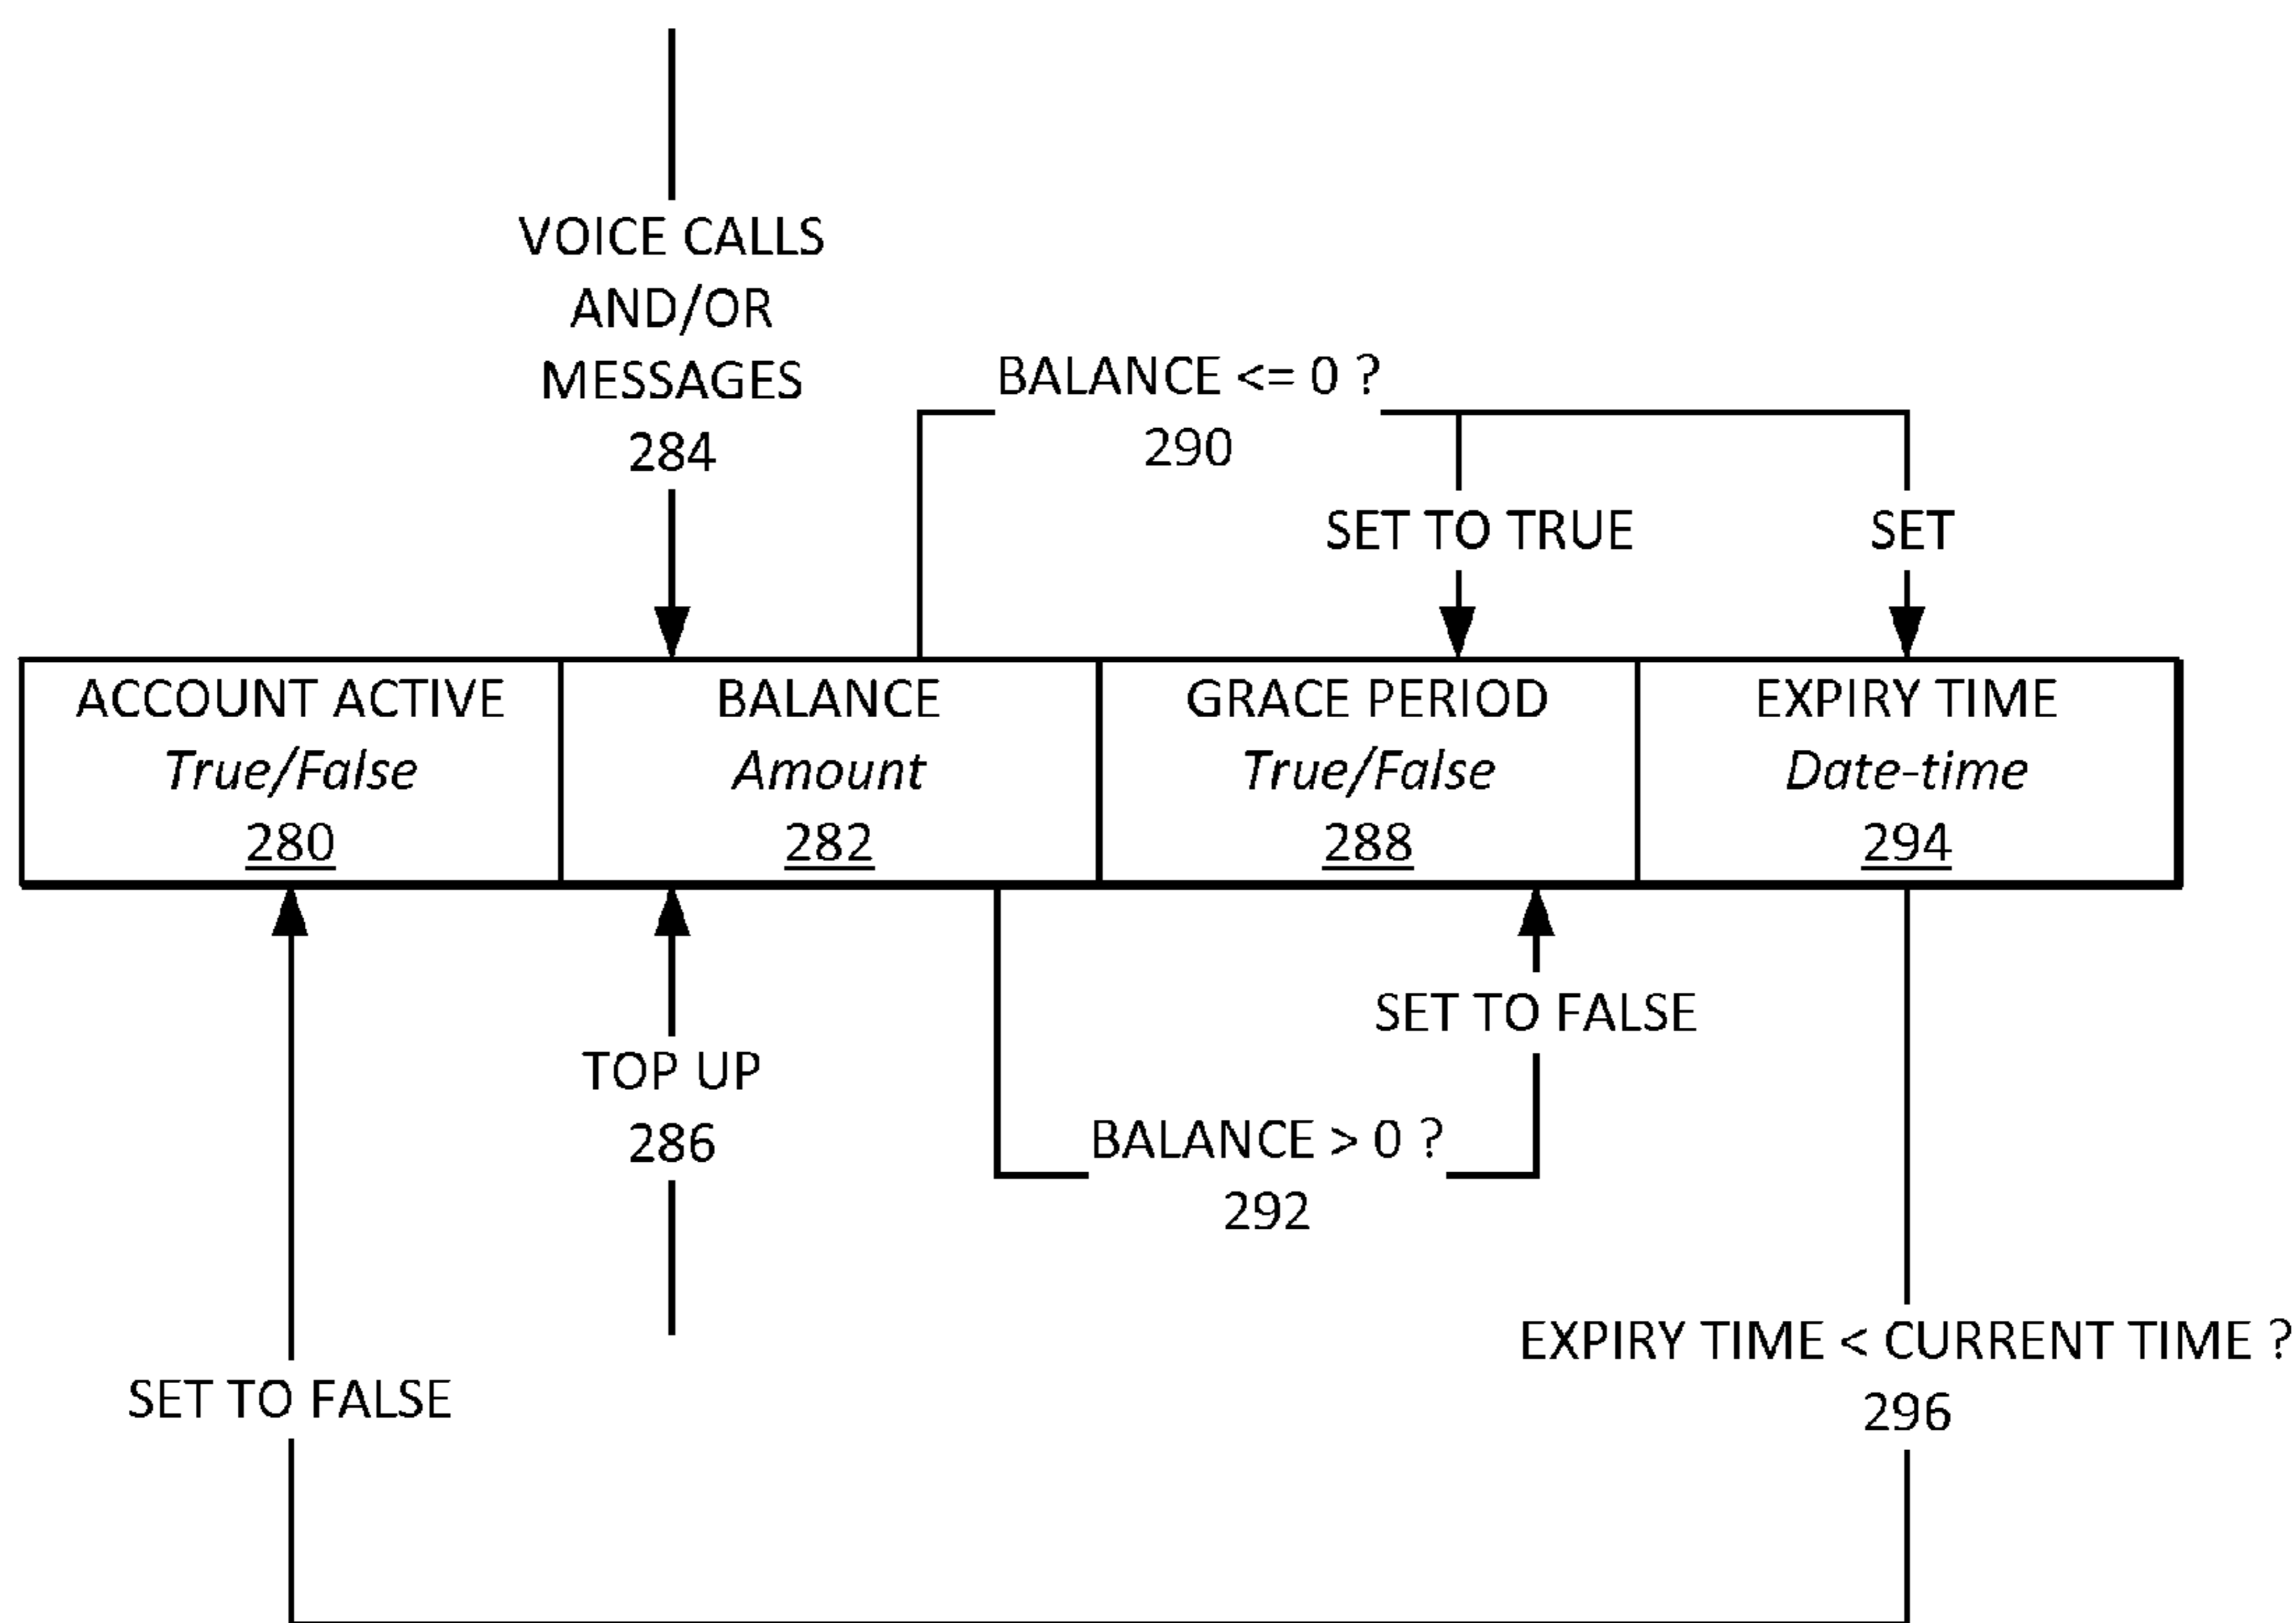 VOICE CALLS
AND/OR
MESSAGES
284
BALANCE <= 0 ?
290
SET TO TRUE
SET
ACCOUNT ACTIVE
True/False
280
BALANCE
Amount
282
GRACE PERIOD
True/False
288
EXPIRY TIME
Date-time
294
SET TO FALSE
TOP UP
286
BALANCE > 0 ?
292
EXPIRY TIME < CURRENT TIME ?
296
SET TO FALSE